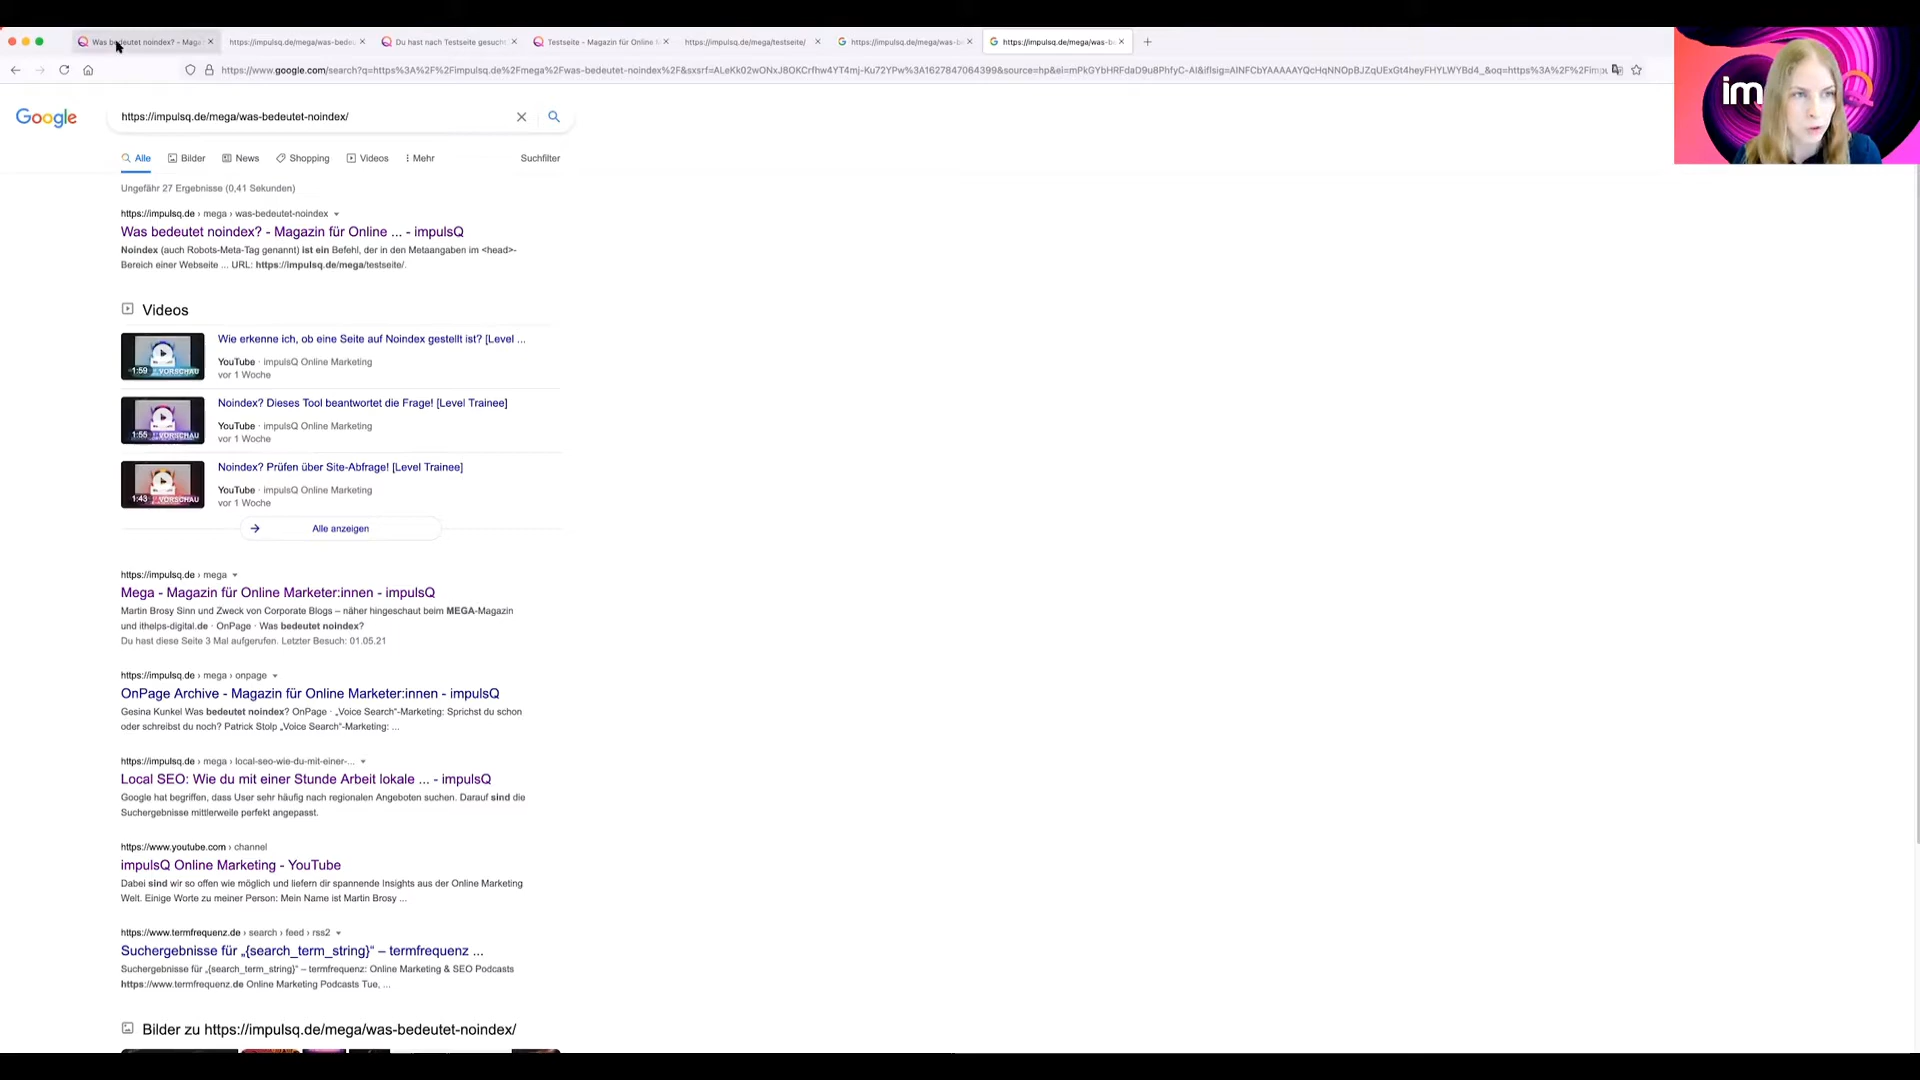 Was bedeutet noindex? - Maga
https://impulsq.de/mega/was-bedeu
Du hast nach Testseite gesucht
Testseite - Magazin für Online
https://impulsq.de/mega/testseite/
https://impulsq.de/mega/was-b
https://impulsq.de/mega/was-b
Google
https://impulsq.de/mega/was-bedeutet-noindex/
Alle Bilder News Shopping Videos Mehr Suchfilter
Ungefähr 27 Ergebnisse (0,41 Sekunden)
https://impulsq.de › mega › was-bedeutet-noindex
Was bedeutet noindex? - Magazin für Online ... - impulsQ
Noindex (auch Robots-Meta-Tag genannt) ist ein Befehl, der in den Metaangaben im <head>-
Bereich einer Webseite ... URL: https://impulsq.de/mega/testseite/.
Videos
Wie erkenne ich, ob eine Seite auf Noindex gestellt ist? [Level ...
YouTube · impulsQ Online Marketing
vor 1 Woche
1:59 VORSCHAU
Noindex? Dieses Tool beantwortet die Frage! [Level Trainee]
YouTube · impulsQ Online Marketing
vor 1 Woche
1:55 VORSCHAU
Noindex? Prüfen über Site-Abfrage! [Level Trainee]
YouTube · impulsQ Online Marketing
vor 1 Woche
1:43 VORSCHAU
Alle anzeigen
https://impulsq.de › mega
Mega - Magazin für Online Marketer:innen - impulsQ
Martin Brosy Sinn und Zweck von Corporate Blogs – näher hingeschaut beim MEGA-Magazin
und ithelps-digital.de · OnPage · Was bedeutet noindex?
Du hast diese Seite 3 Mal aufgerufen. Letzter Besuch: 01.05.21
https://impulsq.de › mega › onpage
OnPage Archive - Magazin für Online Marketer:innen - impulsQ
Gesina Kunkel Was bedeutet noindex? OnPage · „Voice Search“-Marketing: Sprichst du schon
oder schreibst du noch? Patrick Stolp „Voice Search“-Marketing: ...
https://impulsq.de › mega › local-seo-wie-du-mit-einer-...
Local SEO: Wie du mit einer Stunde Arbeit lokale ... - impulsQ
Google hat begriffen, dass User sehr häufig nach regionalen Angeboten suchen. Darauf sind die
Suchergebnisse mittlerweile perfekt angepasst.
https://www.youtube.com › channel
impulsQ Online Marketing - YouTube
Dabei sind wir so offen wie möglich und liefern dir spannende Insights aus der Online Marketing
Welt. Einige Worte zu meiner Person: Mein Name ist Martin Brosy ...
https://www.termfrequenz.de › search › feed › rss2
Suchergebnisse für „{search_term_string}“ – termfrequenz ...
Suchergebnisse für „{search_term_string}“ – termfrequenz: Online Marketing & SEO Podcasts
https://www.termfrequenz.de Online Marketing Podcasts Tue, ...
Bilder zu https://impulsq.de/mega/was-bedeutet-noindex/
im